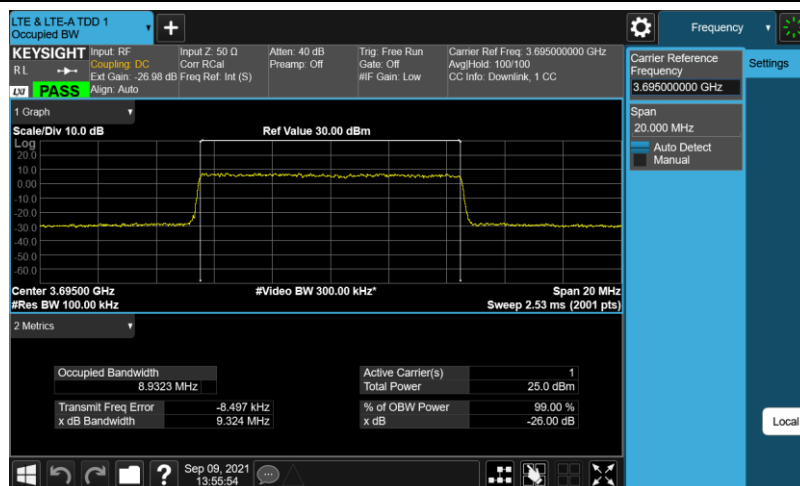 LTE & LTE-A TDD 1
Occupied BW
Frequency
KEYSIGHT
R L
LXI
PASS
Input: RF
Coupling: DC
Ext Gain: -26.98 dB
Align: Auto
Input Z: 50 Ω
Corr RCal
Freq Ref: Int (S)
Atten: 40 dB
Preamp: Off
Trig: Free Run
Gate: Off
#IF Gain: Low
Carrier Ref Freq: 3.695000000 GHz
Avg|Hold: 100/100
CC Info: Downlink, 1 CC
Carrier Reference
Frequency
3.695000000 GHz
Settings
Span
20.000 MHz
Auto Detect
Manual
1 Graph
Scale/Div 10.0 dB
Ref Value 30.00 dBm
Log
20.0
10.0
0.00
-10.0
-20.0
-30.0
-40.0
-50.0
-60.0
Center 3.69500 GHz
#Video BW 300.00 kHz*
Span 20 MHz
#Res BW 100.00 kHz
Sweep 2.53 ms (2001 pts)
2 Metrics
Occupied Bandwidth
8.9323 MHz
Active Carrier(s) 1
Total Power 25.0 dBm
Transmit Freq Error -8.497 kHz
x dB Bandwidth 9.324 MHz
% of OBW Power 99.00 %
x dB -26.00 dB
Local
?
Sep 09, 2021
13:55:54